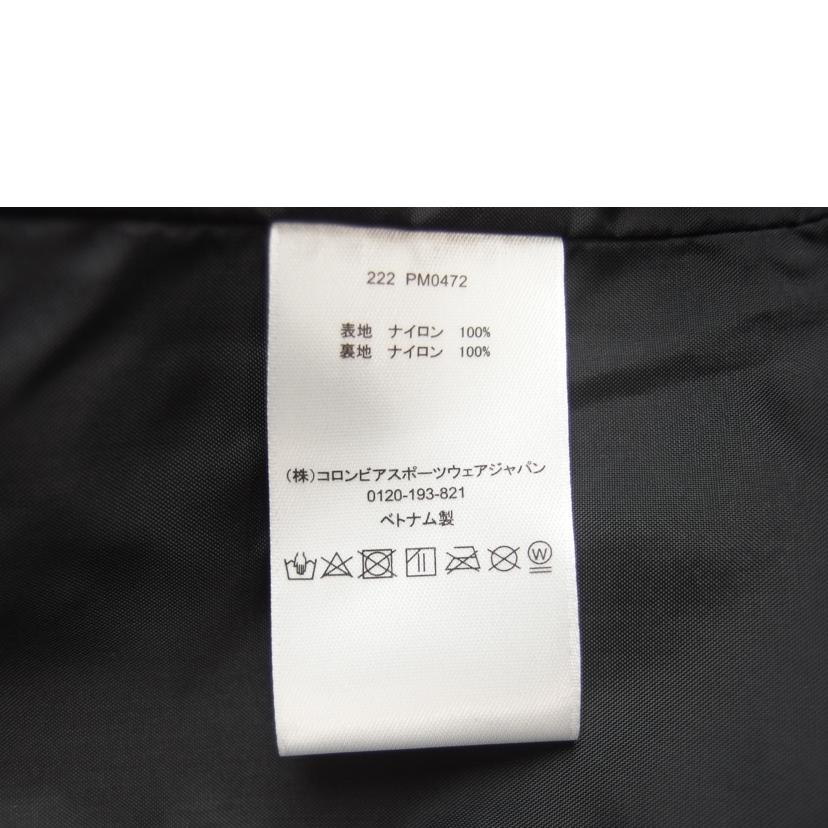 222 PM0472
表地 ナイロン 100%
裏地 ナイロン 100%
(株)コロンビアスポーツウェアジャパン
0120-193-821
ベトナム製
W